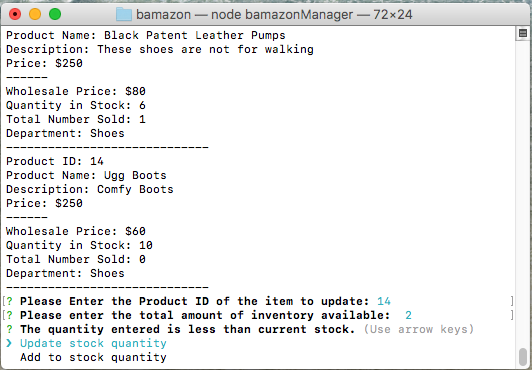 bamazon — node bamazonManager — 72×24
Product Name: Black Patent Leather Pumps
Description: These shoes are not for walking
Price: $250
------
Wholesale Price: $80
Quantity in Stock: 6
Total Number Sold: 1
Department: Shoes
----------------------------
Product ID: 14
Product Name: Ugg Boots
Description: Comfy Boots
Price: $250
------
Wholesale Price: $60
Quantity in Stock: 10
Total Number Sold: 0
Department: Shoes
----------------------------
[? Please Enter the Product ID of the item to update: 14 ]
[? Please enter the total amount of inventory available: 2 ]
? The quantity entered is less than current stock. (Use arrow keys)
❯ Update stock quantity
Add to stock quantity